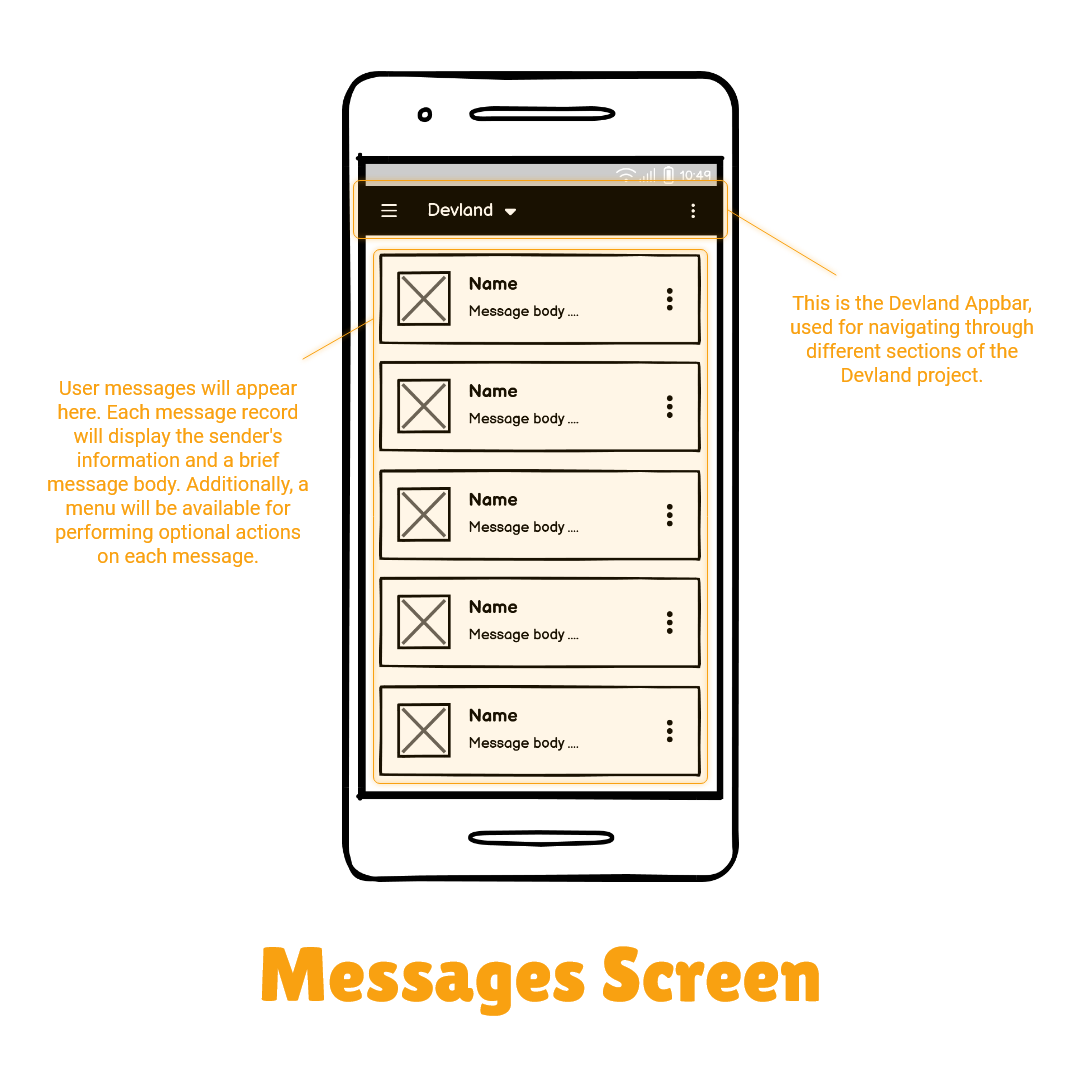 10:49
Devland
Name
Message body ....
Name
Message body ....
Name
Message body ....
Name
Message body ....
Name
Message body ....
User messages will appear
here. Each message record
will display the sender's
information and a brief
message body. Additionally, a
menu will be available for
performing optional actions
on each message.
This is the Devland Appbar,
used for navigating through
different sections of the
Devland project.
Messages Screen